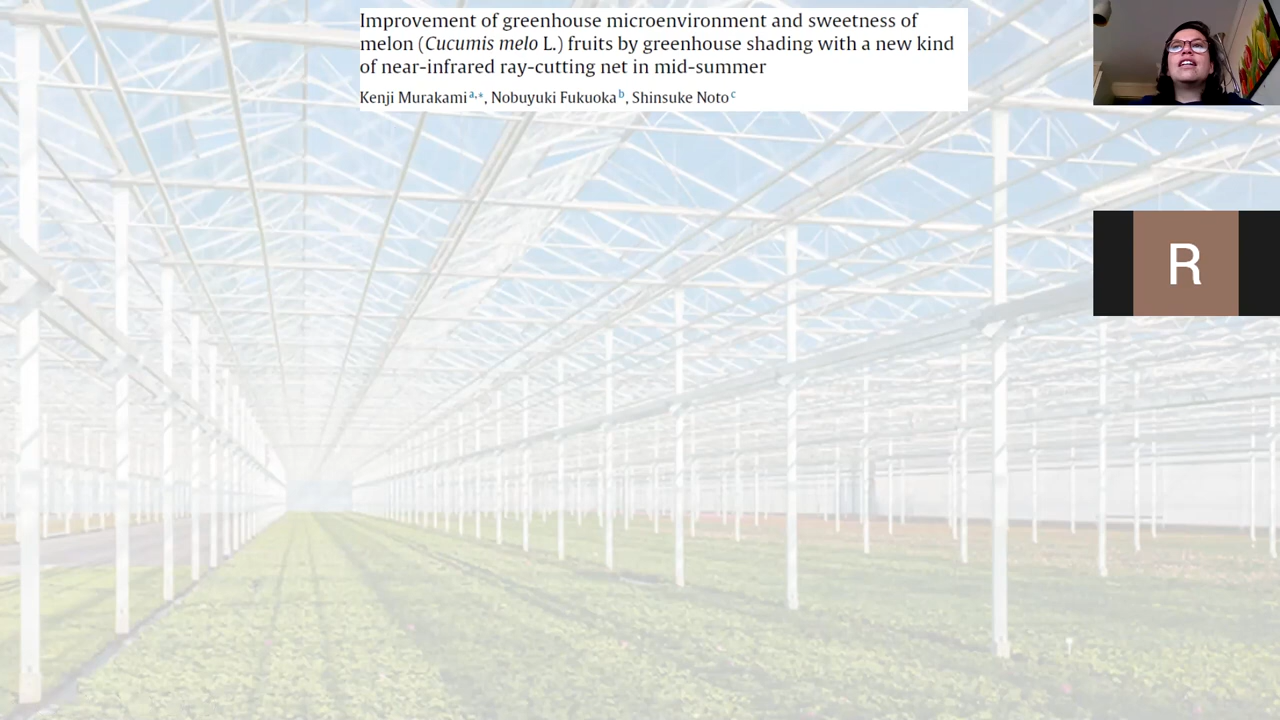 Improvement of greenhouse microenvironment and sweetness of
melon (Cucumis melo L.) fruits by greenhouse shading with a new kind
of near-infrared ray-cutting net in mid-summer
Kenji Murakami a,*, Nobuyuki Fukuoka b, Shinsuke Noto c
R